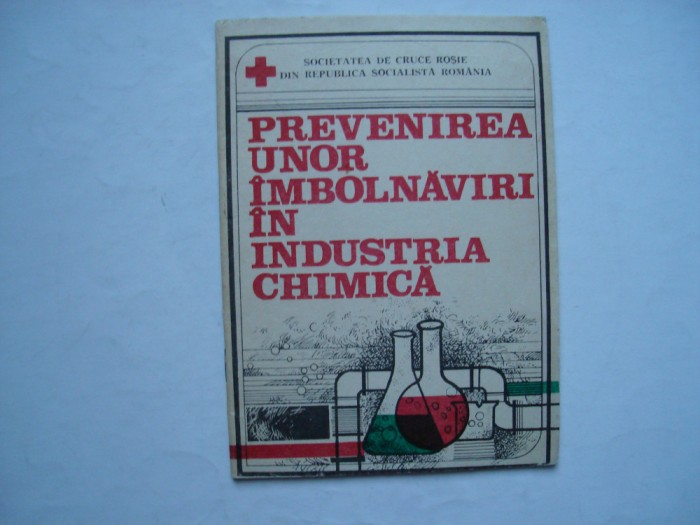 SOCIETATEA DE CRUCE ROȘIE
DIN REPUBLICA SOCIALISTĂ ROMÂNIA
PREVENIREA
UNOR
ÎMBOLNĂVIRI
ÎN
INDUSTRIA
CHIMICĂ